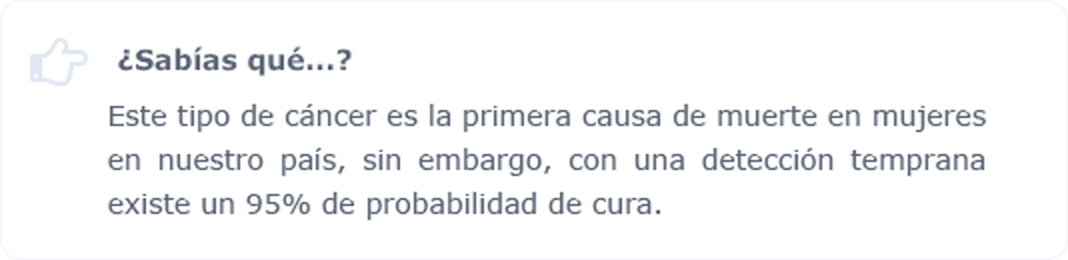 ¿Sabías qué...?
Este tipo de cáncer es la primera causa de muerte en mujeres
en nuestro país, sin embargo, con una detección temprana
existe un 95% de probabilidad de cura.